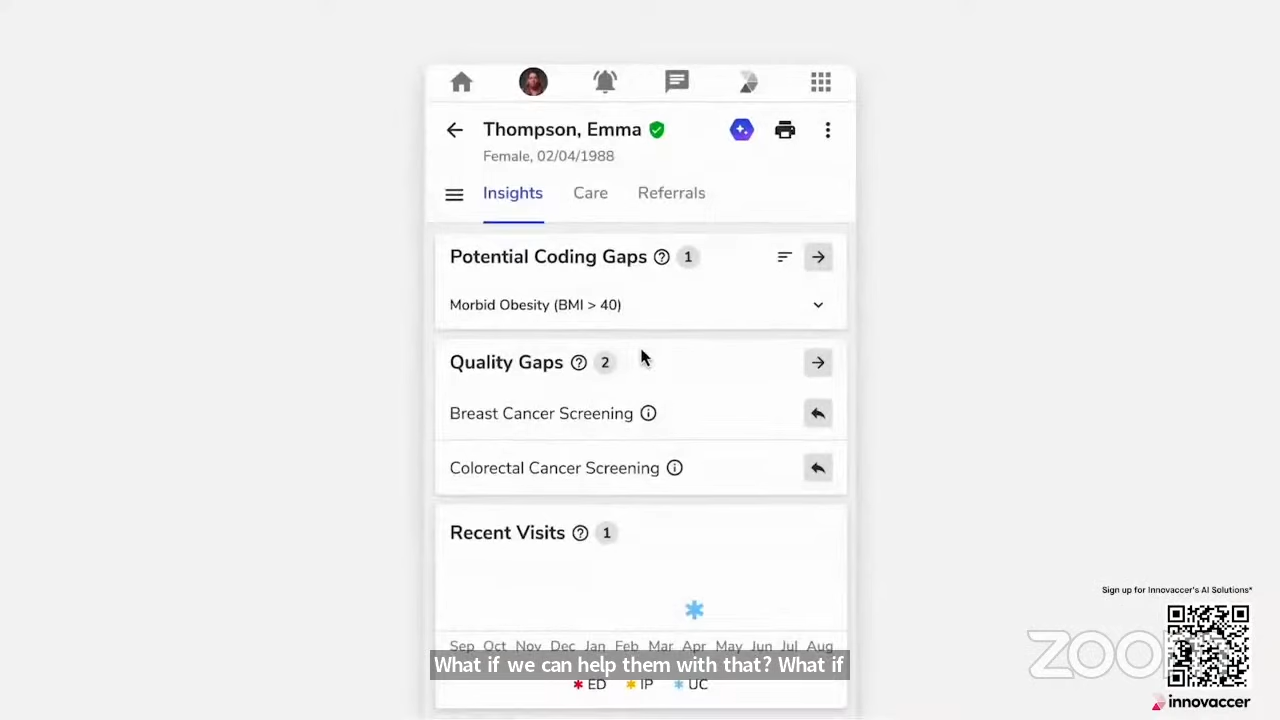 Thompson, Emma
Female, 02/04/1988
Insights Care Referrals
Potential Coding Gaps 1
Morbid Obesity (BMI > 40)
Quality Gaps 2
Breast Cancer Screening
Colorectal Cancer Screening
Recent Visits 1
Sep Oct Nov Dec Jan Feb Mar Apr May Jun Jul Aug
What if we can help them with that? What if
ED IP UC
Sign up for Innovaccer's AI Solutions*
zoom
innovaccer